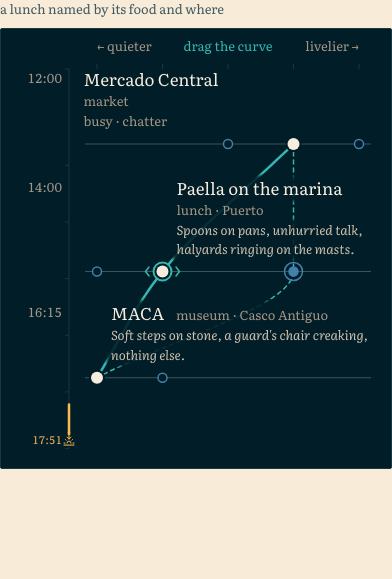 a lunch named by its food and where
← quieter drag the curve livelier →
12:00 Mercado Central
market
busy · chatter
14:00 Paella on the marina
lunch · Puerto
Spoons on pans, unhurried talk,
halyards ringing on the masts.
16:15 MACA museum · Casco Antiguo
Soft steps on stone, a guard's chair creaking,
nothing else.
17:51